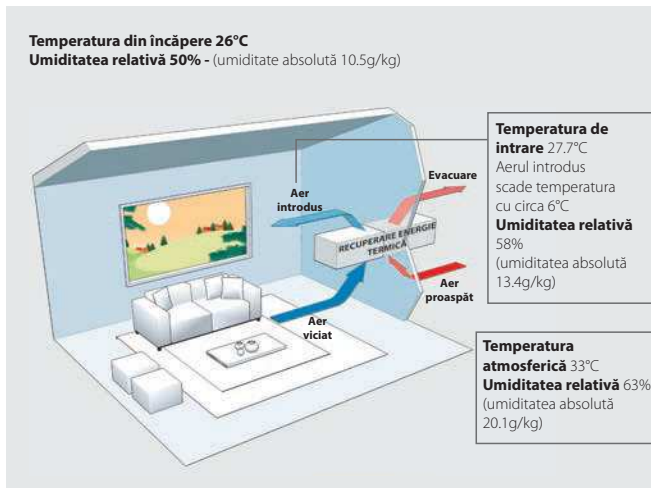 Temperatura din încăpere 26°C
Umiditatea relativă 50% - (umiditate absolută 10.5g/kg)
Temperatura de
intrare 27.7°C
Aerul introdus
scade temperatura
cu circa 6°C
Umiditatea relativă
58%
(umiditatea absolută
13.4g/kg)
Evacuare
Aer
introdus
RECUPERARE ENERGIE
TERMICĂ
Aer
proaspăt
Aer
viciat
Temperatura
atmosferică 33°C
Umiditatea relativă 63%
(umiditatea absolută
20.1g/kg)